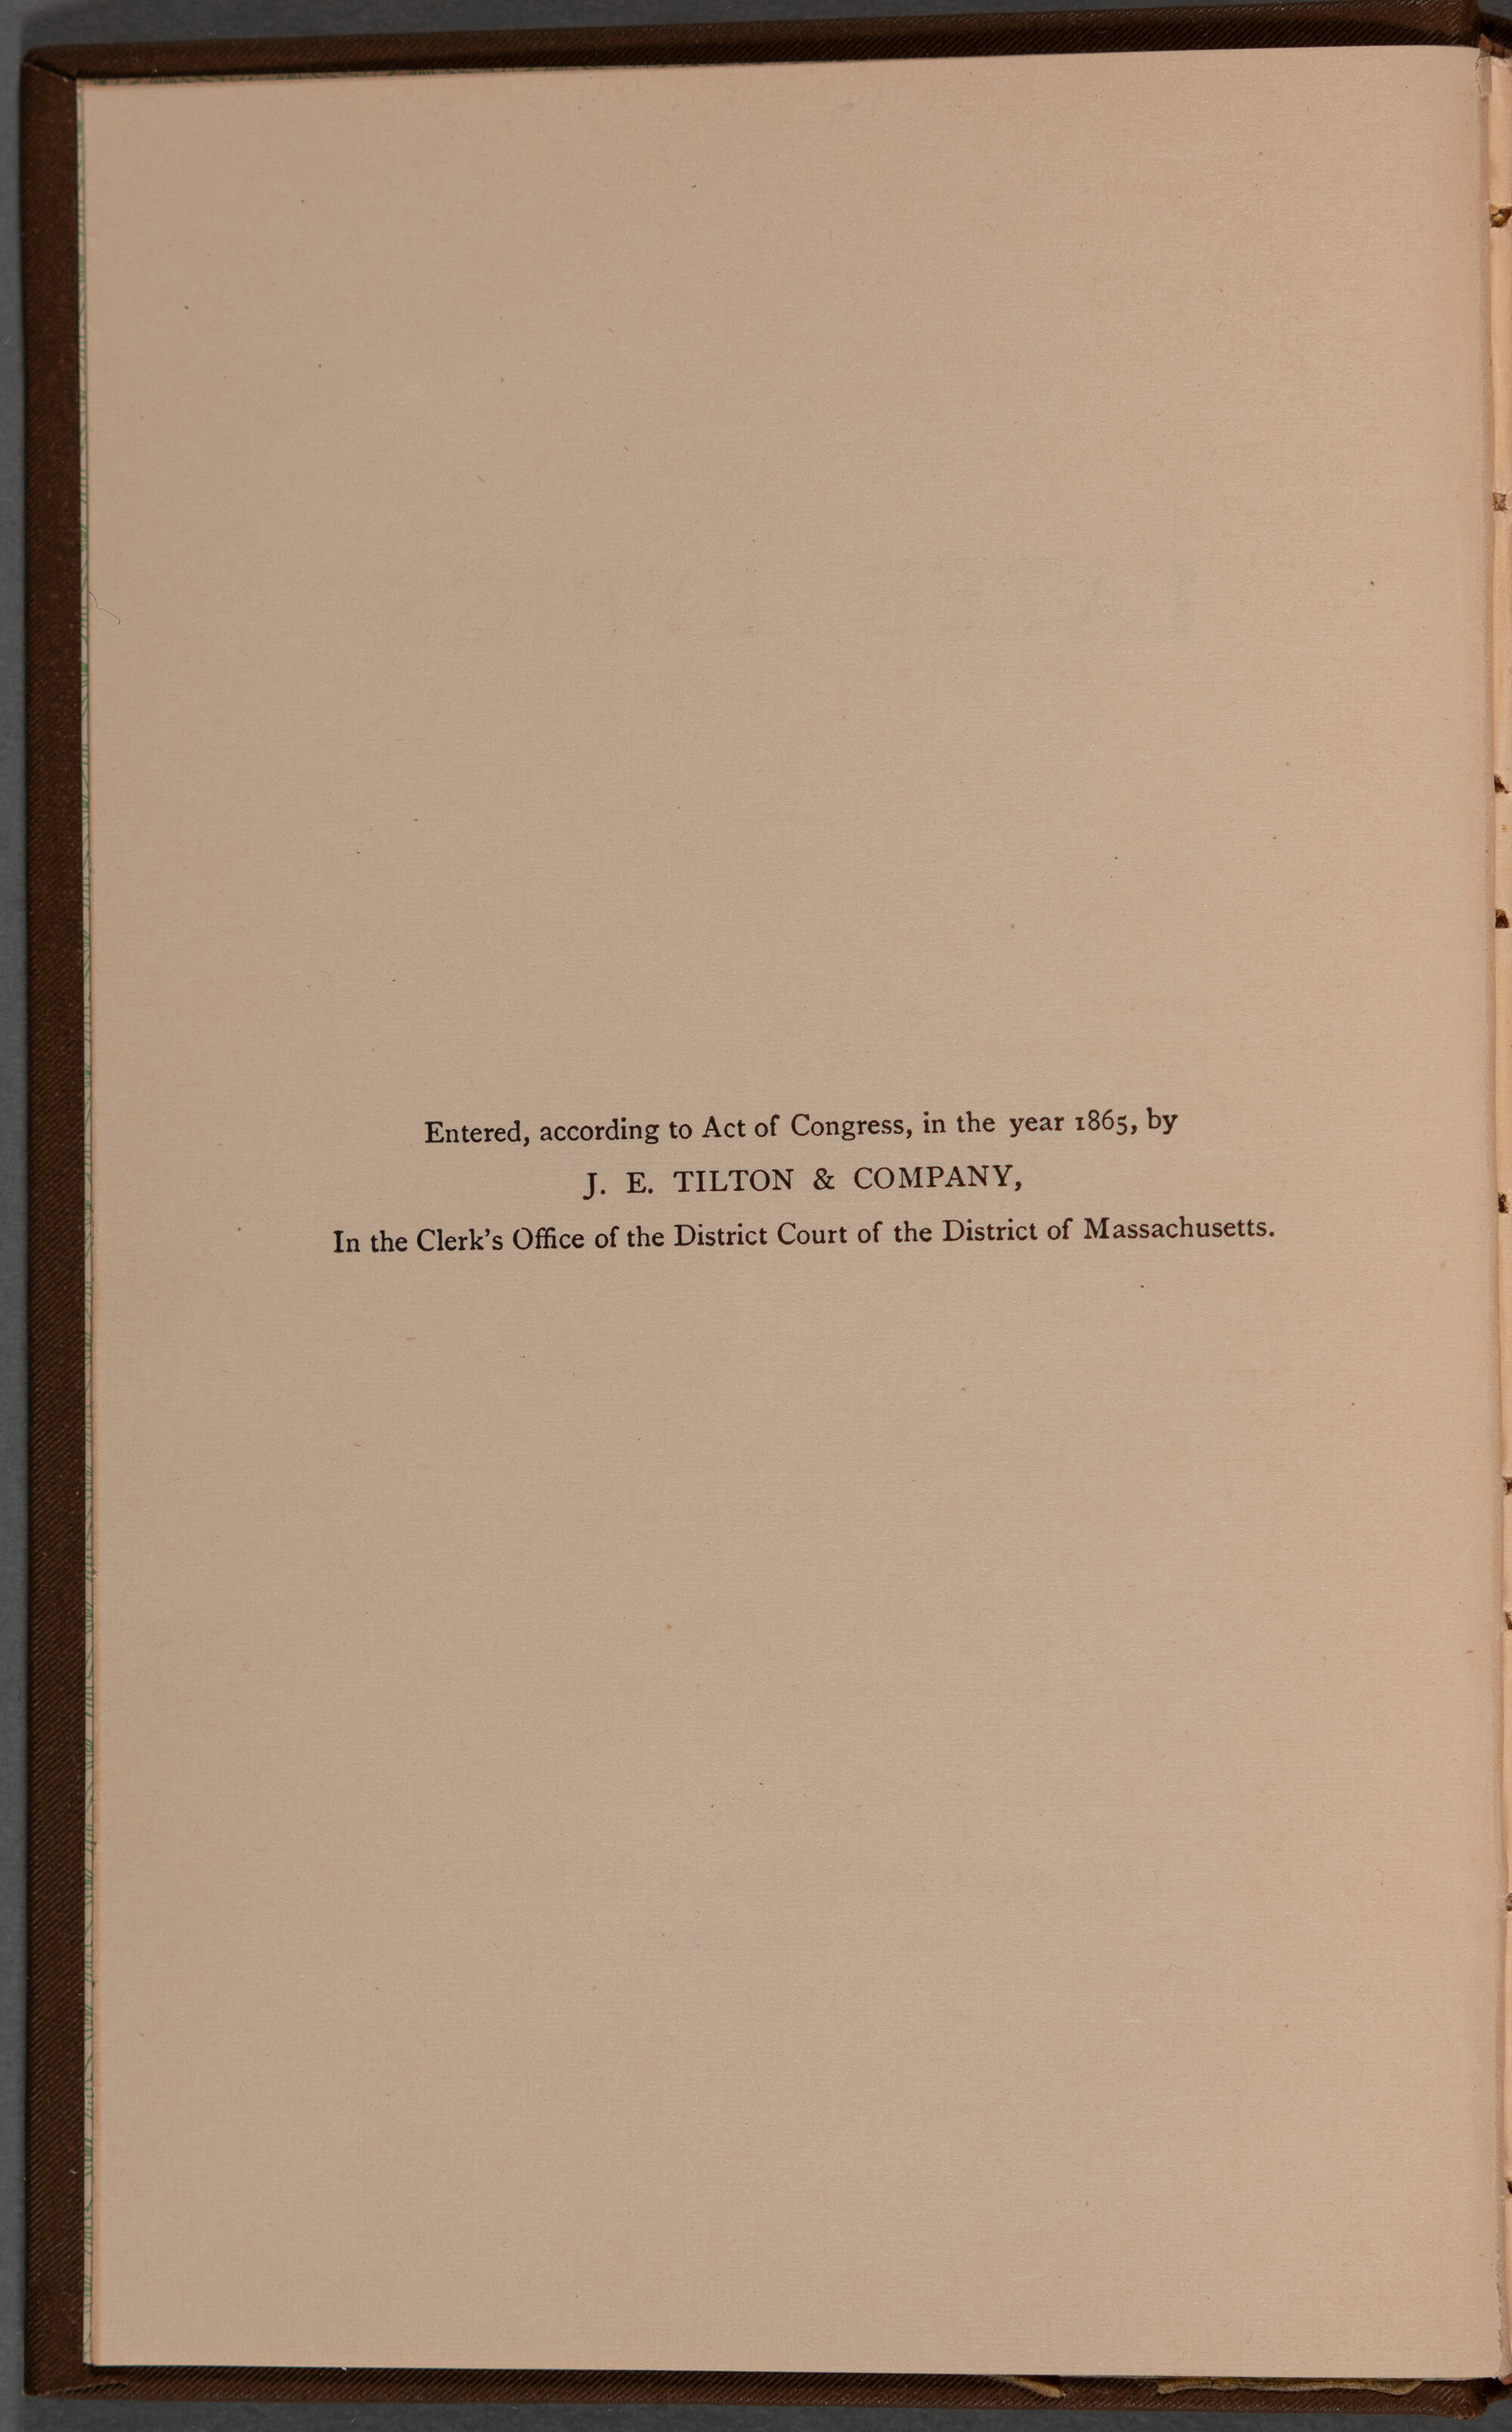 Entered, according to Act of Congress, in the year 1865, by
J. E. TILTON & COMPANY,
In the Clerk’s Office of the District Court of the District of Massachusetts.